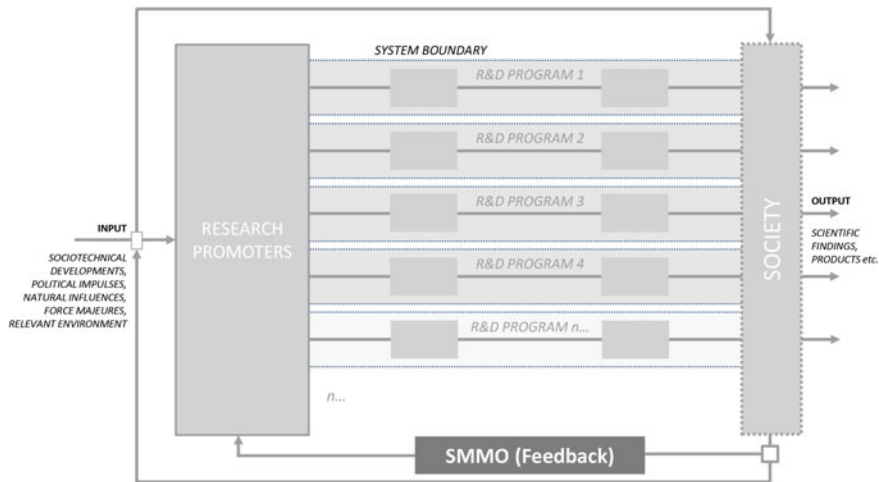 SYSTEM BOUNDARY
R&D PROGRAM 1
R&D PROGRAM 2
R&D PROGRAM 3
R&D PROGRAM 4
R&D PROGRAM n...
n...
INPUT
SOCIOTECHNICAL
DEVELOPMENTS,
POLITICAL IMPULSES,
NATURAL INFLUENCES,
FORCE MAJEURES,
RELEVANT ENVIRONMENT
RESEARCH
PROMOTERS
SOCIETY
OUTPUT
SCIENTIFIC
FINDINGS,
PRODUCTS etc.
SMMO (Feedback)